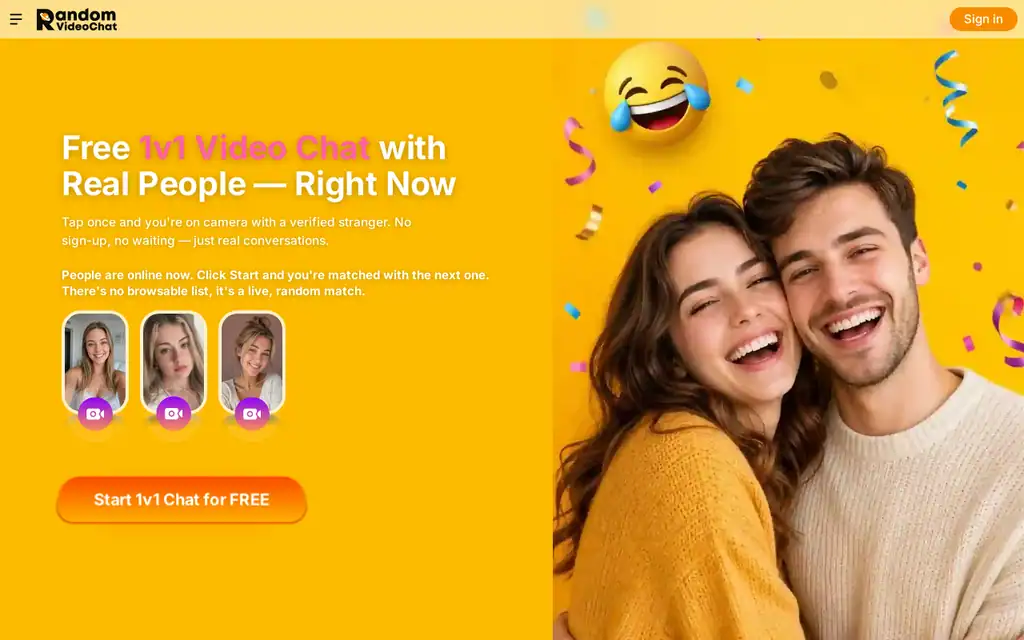 Random
VideoChat
Sign in
Free 1v1 Video Chat with
Real People — Right Now
Tap once and you're on camera with a verified stranger. No
sign-up, no waiting — just real conversations.
People are online now. Click Start and you're matched with the next one.
There's no browsable list, it's a live, random match.
Start 1v1 Chat for FREE